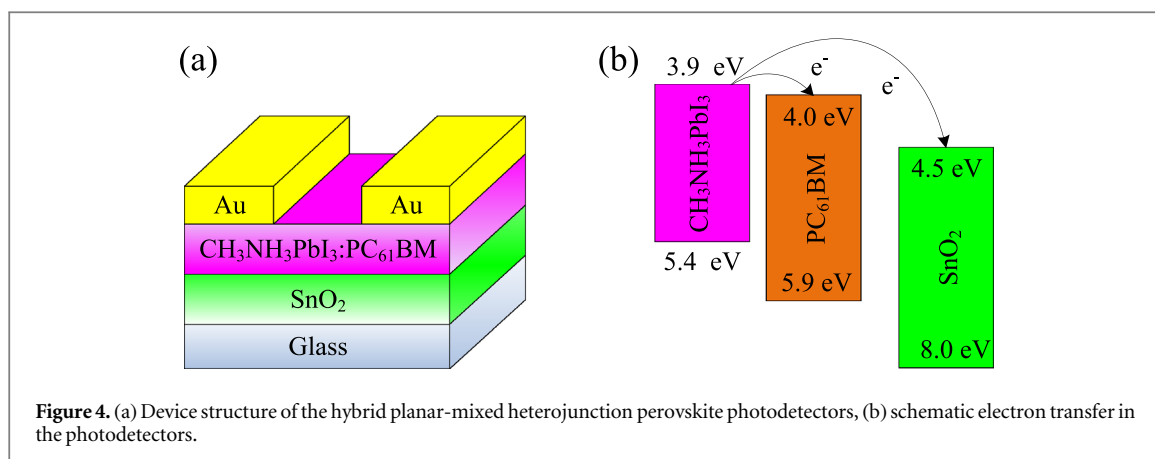 (a)
Au
Au
CH₃NH₃PbI₃:PC₆₁BM
SnO₂
Glass
(b)
3.9 eV
e⁻
e⁻
CH₃NH₃PbI₃
5.4 eV
4.0 eV
PC₆₁BM
5.9 eV
4.5 eV
SnO₂
8.0 eV
Figure 4. (a) Device structure of the hybrid planar-mixed heterojunction perovskite photodetectors, (b) schematic electron transfer in
the photodetectors.